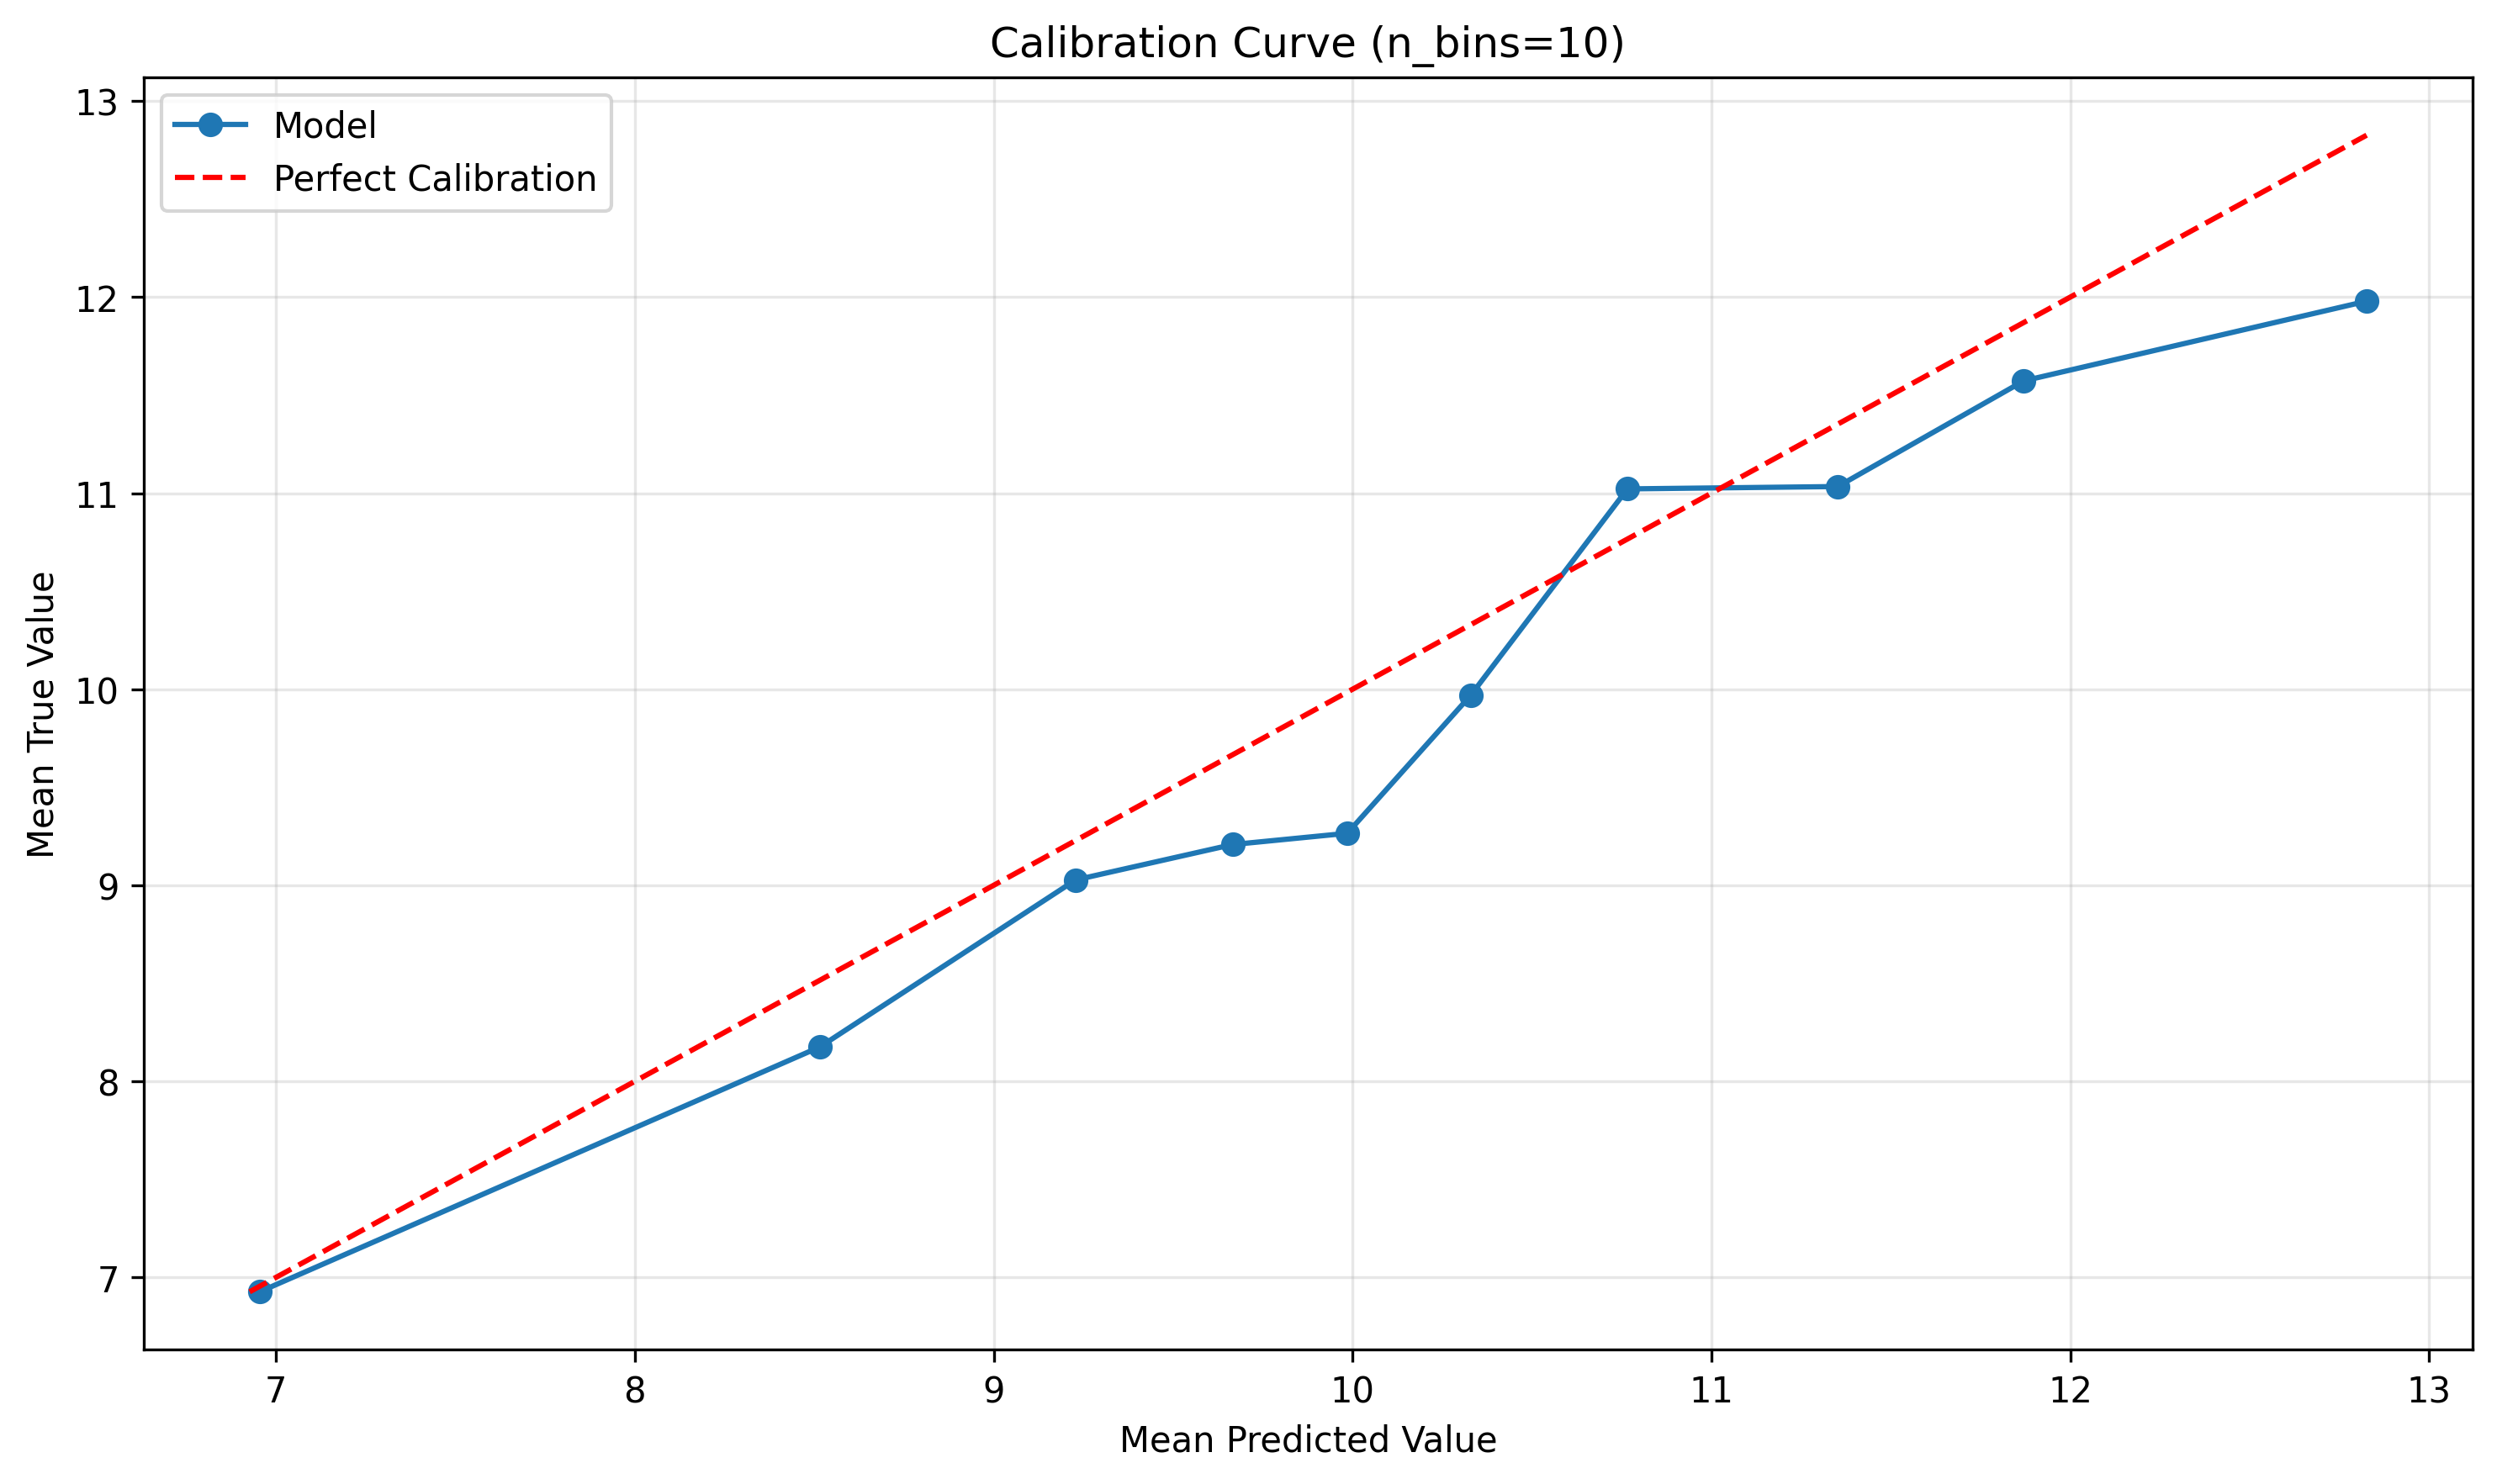 Calibration Curve (n_bins=10)
Model
Perfect Calibration
13
12
11
10
9
8
7
Mean True Value
7
8
9
10
11
12
13
Mean Predicted Value